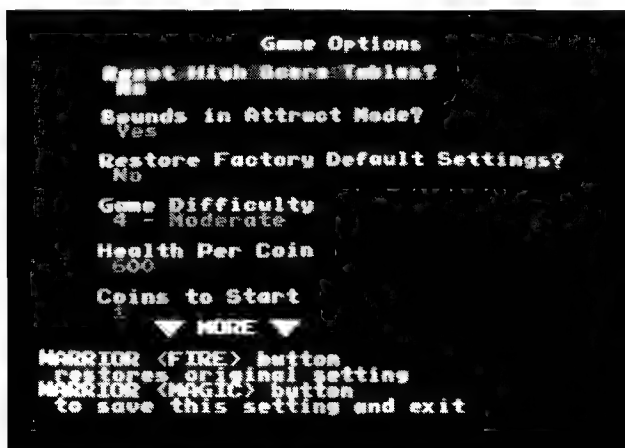 Game Options
Reset High Score Tables?
No
Sounds in Attract Mode?
Yes
Restore Factory Default Settings?
No
Game Difficulty
4 - Moderate
Health Per Coin
600
Coins to Start
1
MORE
WARRIOR <FIRE> button
restores original setting
WARRIOR <MAGIC> button
to save this setting and exit